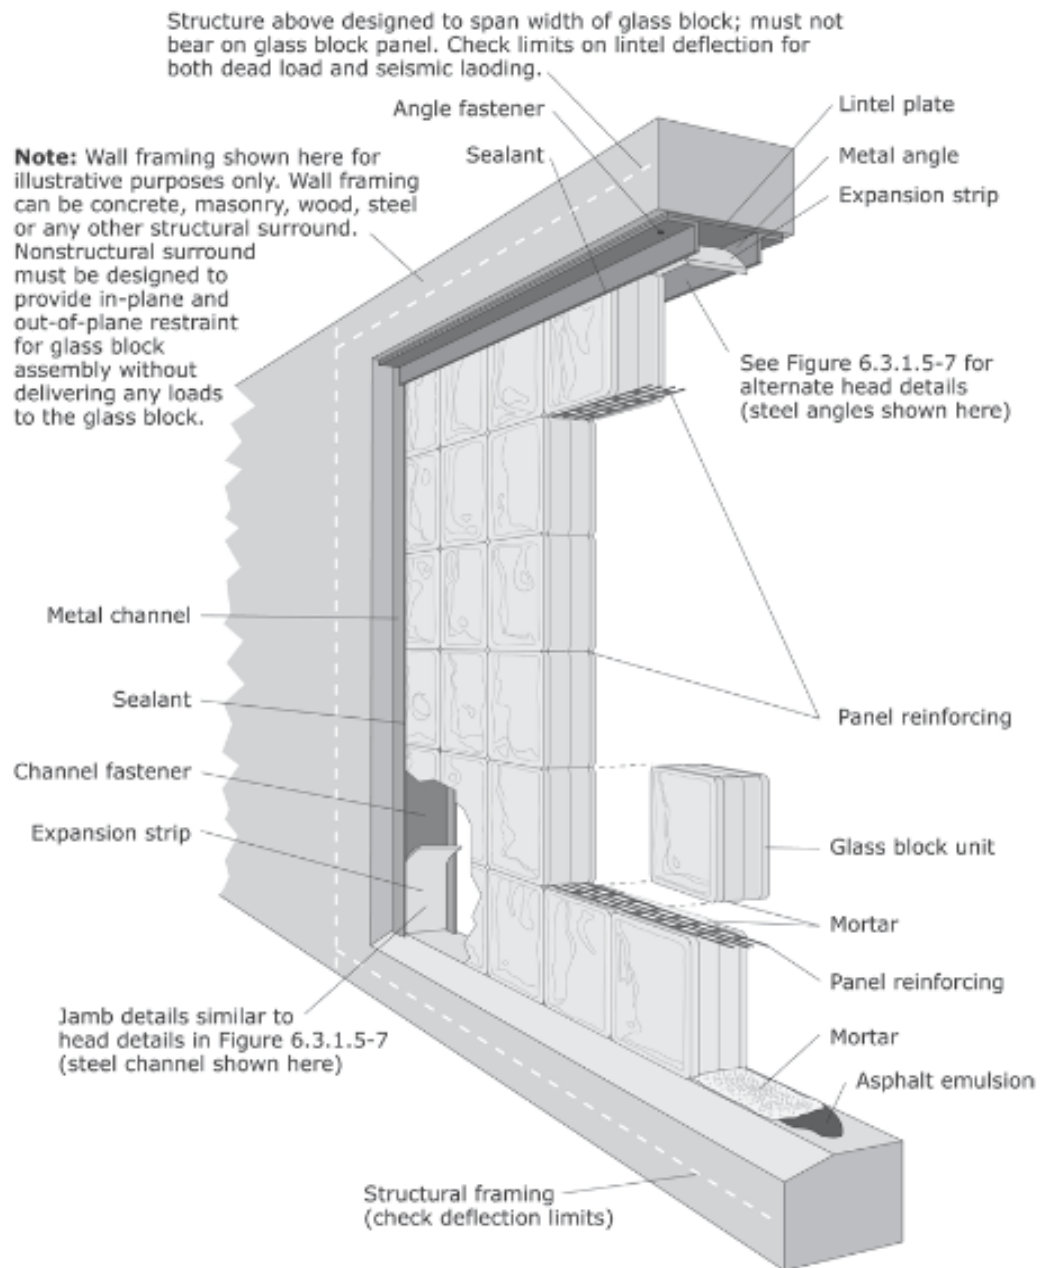 Structure above designed to span width of glass block; must not
bear on glass block panel. Check limits on lintel deflection for
both dead load and seismic laoding.
Angle fastener
Lintel plate
Sealant
Metal angle
Expansion strip
Note: Wall framing shown here for
illustrative purposes only. Wall framing
can be concrete, masonry, wood, steel
or any other structural surround.
Nonstructural surround
must be designed to
provide in-plane and
out-of-plane restraint
for glass block
assembly without
delivering any loads
to the glass block.
See Figure 6.3.1.5-7 for
alternate head details
(steel angles shown here)
Metal channel
Sealant
Panel reinforcing
Channel fastener
Expansion strip
Glass block unit
Mortar
Panel reinforcing
Jamb details similar to
head details in Figure 6.3.1.5-7
(steel channel shown here)
Mortar
Asphalt emulsion
Structural framing
(check deflection limits)